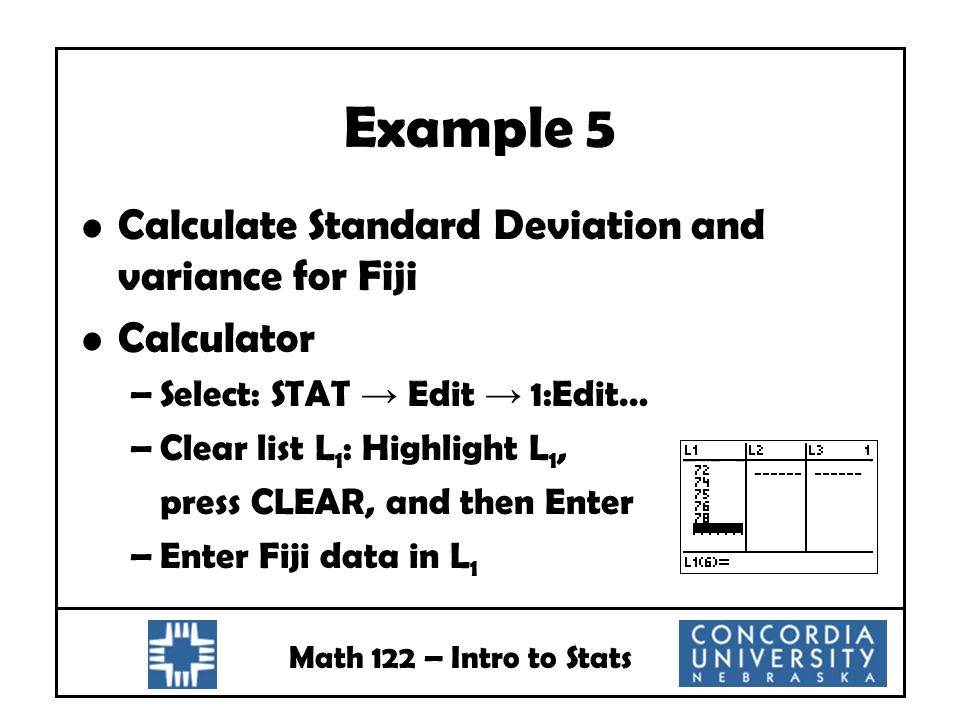 Example 5
● Calculate Standard Deviation and
variance for Fiji
● Calculator
– Select: STAT → Edit → 1:Edit…
– Clear list L₁: Highlight L₁,
press CLEAR, and then Enter
– Enter Fiji data in L₁
L1 L2 L3 1
72 ------ ------
74
75
76
78
L1(6)=
Math 122 – Intro to Stats
CONCORDIA
UNIVERSITY
NEBRASKA